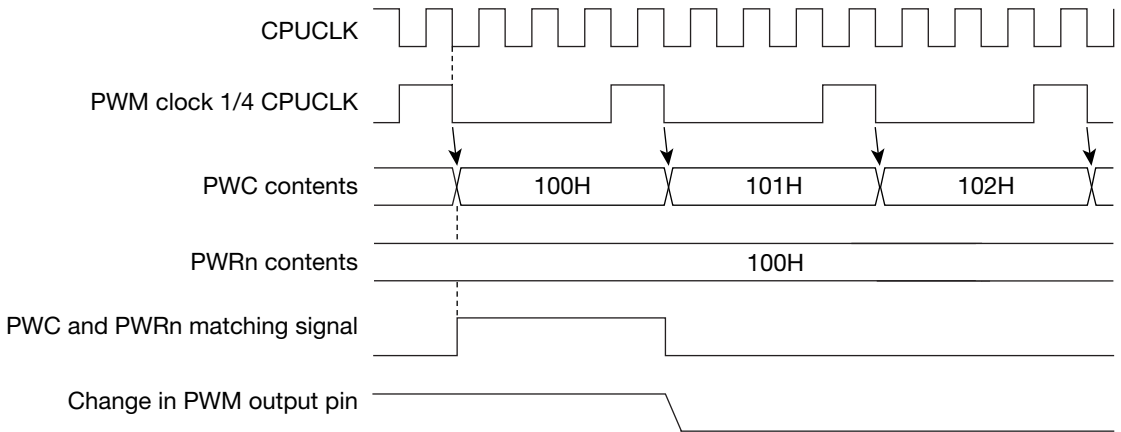 CPUCLK
PWM clock 1/4 CPUCLK
PWC contents 100H 101H 102H
PWRn contents 100H
PWC and PWRn matching signal
Change in PWM output pin